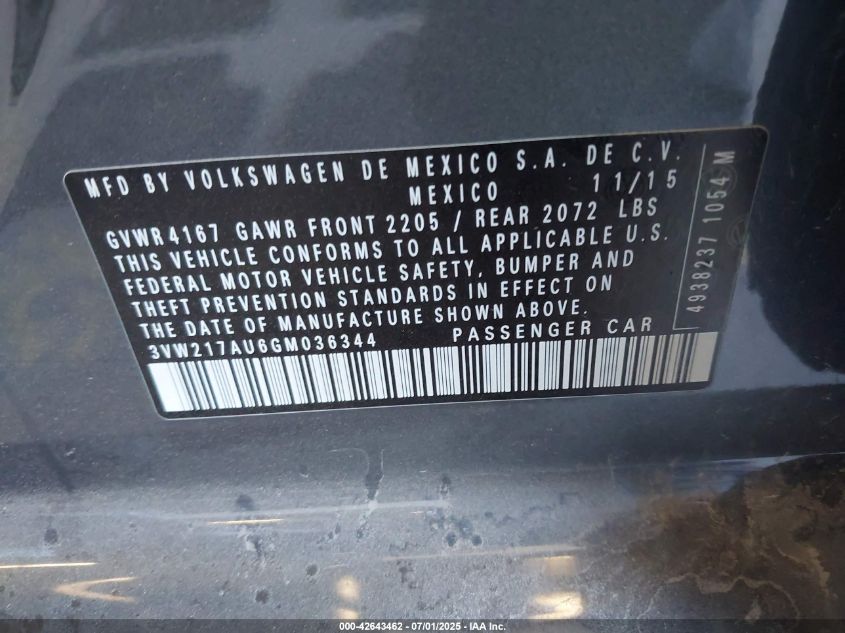 MFD BY VOLKSWAGEN DE MEXICO S.A. DE C.V.
MEXICO 11/15
GVWR 4167 GAWR FRONT 2205 / REAR 2072 LBS
THIS VEHICLE CONFORMS TO ALL APPLICABLE U.S.
FEDERAL MOTOR VEHICLE SAFETY, BUMPER AND
THEFT PREVENTION STANDARDS IN EFFECT ON
THE DATE OF MANUFACTURE SHOWN ABOVE.
3VW217AU6GM036344 PASSENGER CAR
4938237 1054 M
000-42643462 - 07/01/2025 - IAA Inc.